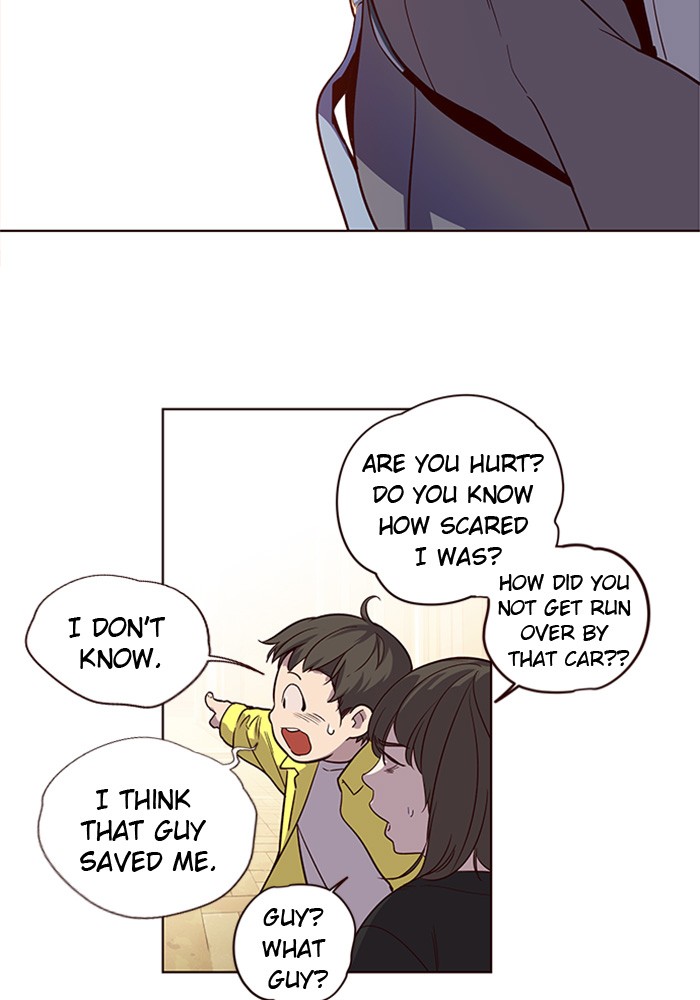 ARE YOU HURT?
DO YOU KNOW
HOW SCARED
I WAS?
HOW DID YOU
NOT GET RUN
OVER BY
THAT CAR??
I DON'T
KNOW.
I THINK
THAT GUY
SAVED ME.
GUY?
WHAT
GUY?